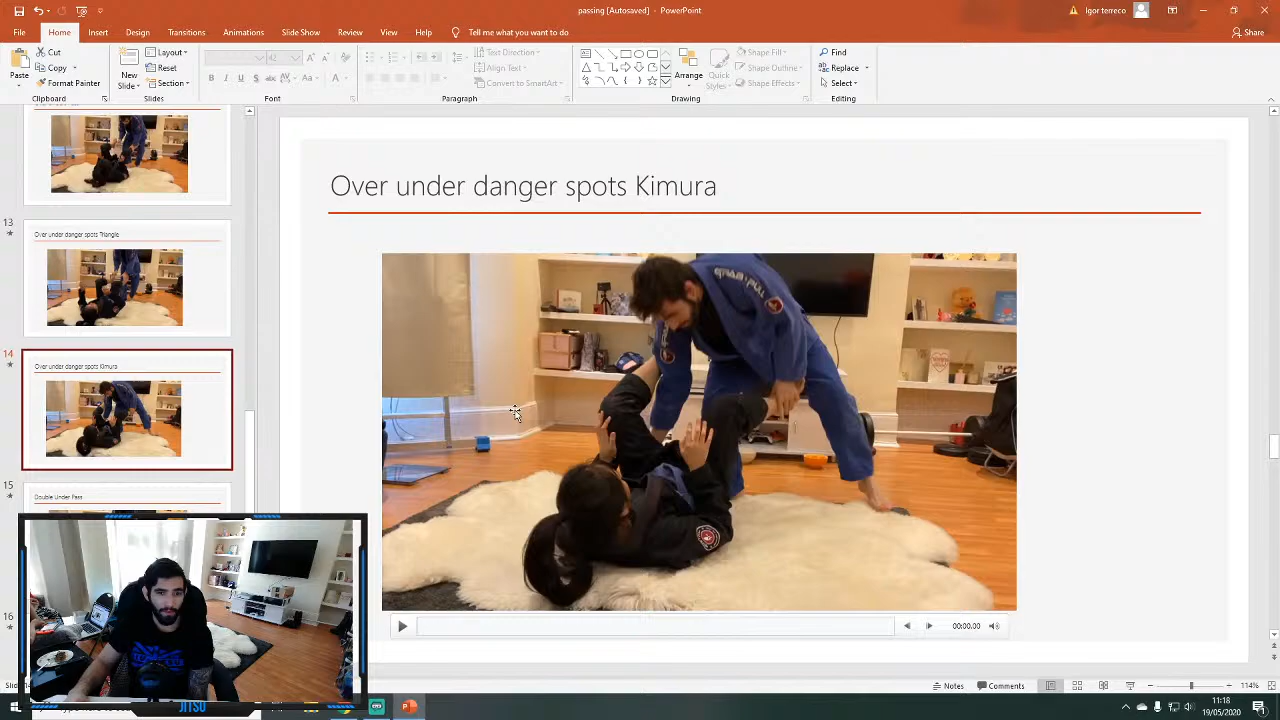 passing [Autosaved] - PowerPoint
Igor terreco
File Home Insert Design Transitions Animations Slide Show Review View Help Tell me what you want to do
Share
Paste
Cut
Copy
Format Painter
Clipboard
New
Slide
Layout
Reset
Section
Slides
42
Font
Text Direction
Align Text
Convert to SmartArt
Paragraph
Arrange
Quick
Styles
Shape Fill
Shape Outline
Shape Effects
Drawing
Find
Replace
Select
Editing
13
Over under danger spots Triangle
14
Over under danger spots Kimura
15
Double Under Pass
16
Over under danger spots Kimura
00:00.00
JITSU
Notes
Comments
114%
11:18
19/05/2020